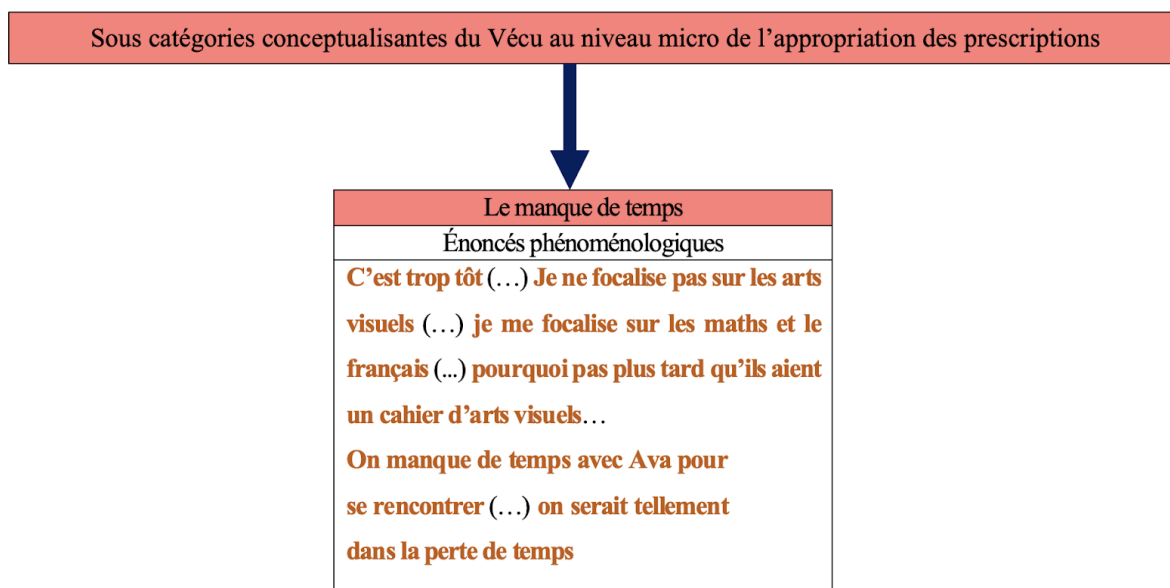 Sous catégories conceptualisantes du Vécu au niveau micro de l’appropriation des prescriptions
Le manque de temps
Énoncés phénoménologiques
C’est trop tôt (…) Je ne focalise pas sur les arts
visuels (…) je me focalise sur les maths et le
français (...) pourquoi pas plus tard qu’ils aient
un cahier d’arts visuels…
On manque de temps avec Ava pour
se rencontrer (…) on serait tellement
dans la perte de temps